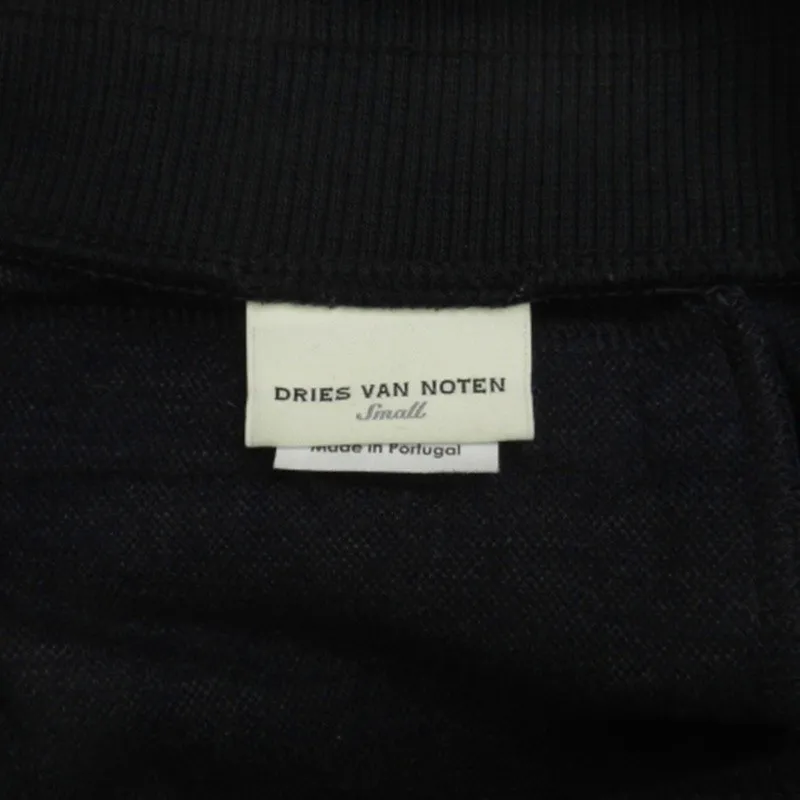 DRIES VAN NOTEN
Small
Made in Portugal